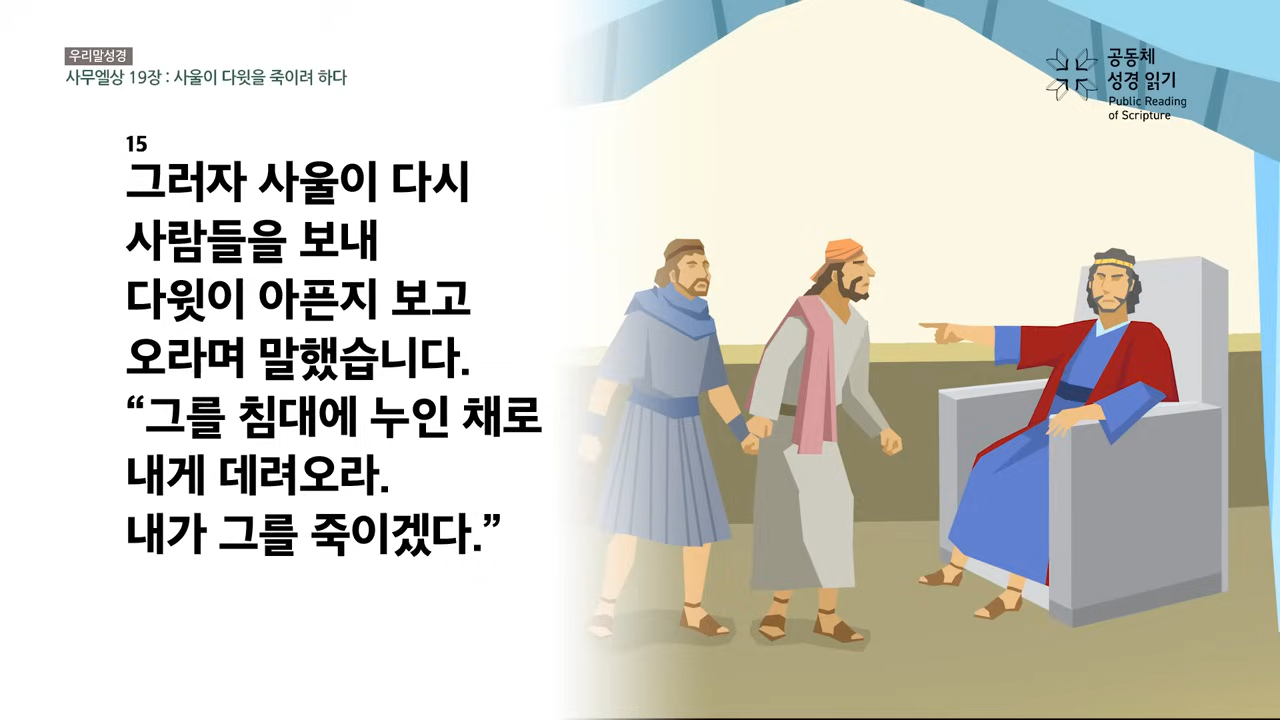 우리말성경
사무엘상 19장 : 사울이 다윗을 죽이려 하다
15
그러자 사울이 다시
사람들을 보내
다윗이 아픈지 보고
오라며 말했습니다.
“그를 침대에 누인 채로
내게 데려오라.
내가 그를 죽이겠다.”
공동체
성경 읽기
Public Reading
of Scripture